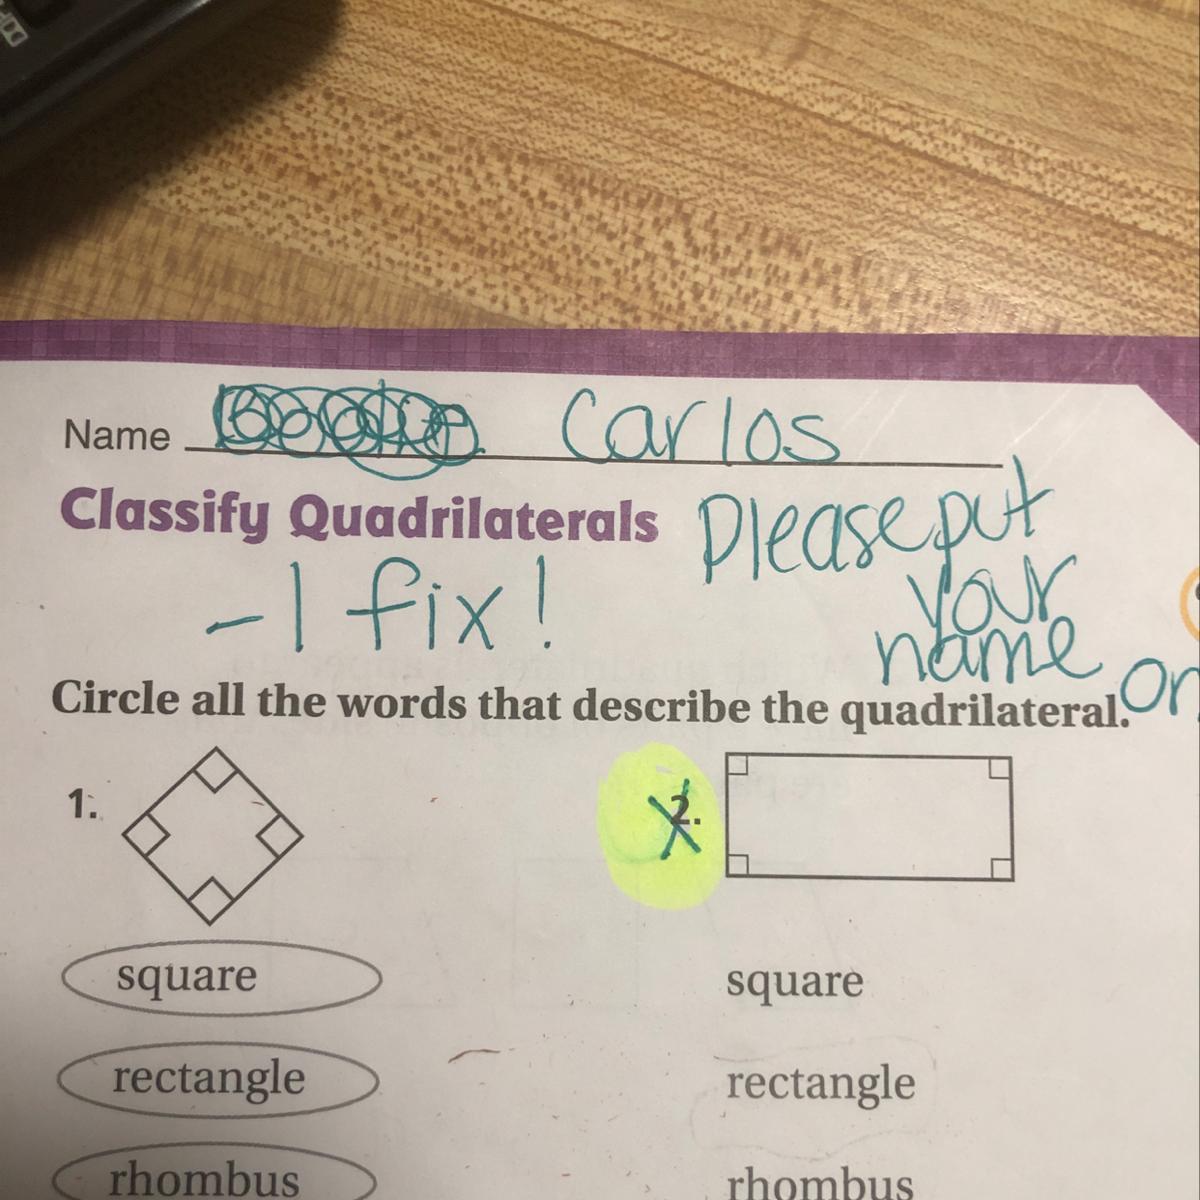 Name Carlos
Classify Quadrilaterals
Please put
your
name on
-1 fix!
Circle all the words that describe the quadrilateral.
1.
X 2.
square square
rectangle rectangle
rhombus rhombus